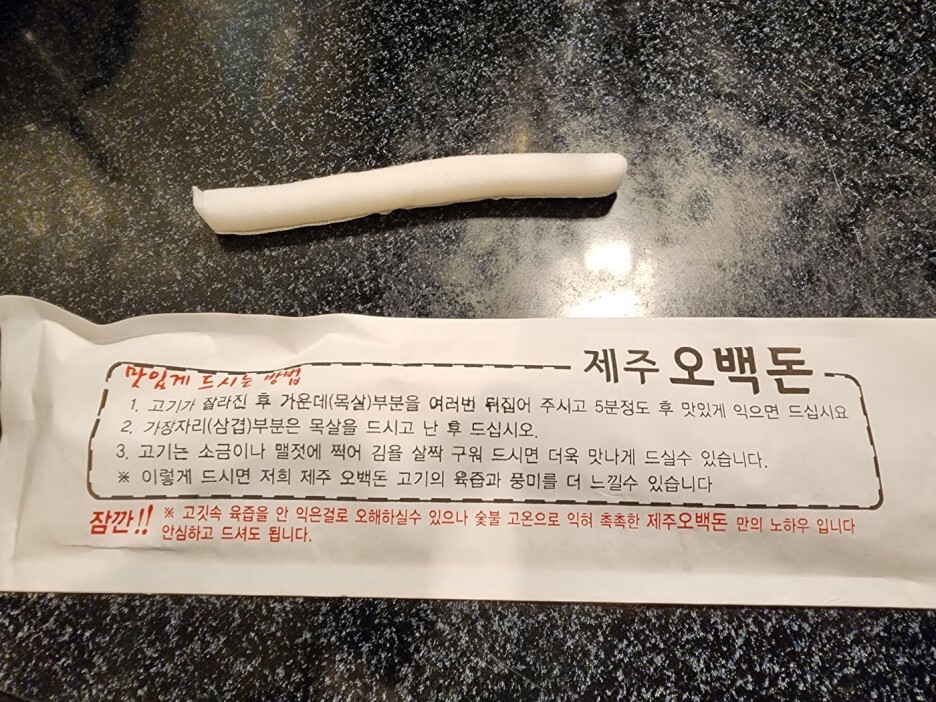 제주 오백돈
맛있게 드시는 방법
1. 고기가 잘라진 후 가운데(목살)부분을 여러번 뒤집어 주시고 5분정도 후 맛있게 익으면 드십시요
2. 가장자리(삼겹)부분은 목살을 드시고 난 후 드십시오.
3. 고기는 소금이나 멜젓에 찍어 김을 살짝 구워 드시면 더욱 맛나게 드실수 있습니다.
※ 이렇게 드시면 저희 제주 오백돈 고기의 육즙과 풍미를 더 느낄수 있습니다
잠깐!! ※ 고깃속 육즙을 안 익은걸로 오해하실수 있으나 숯불 고온으로 익혀 촉촉한 제주오백돈 만의 노하우 입니다
안심하고 드셔도 됩니다.